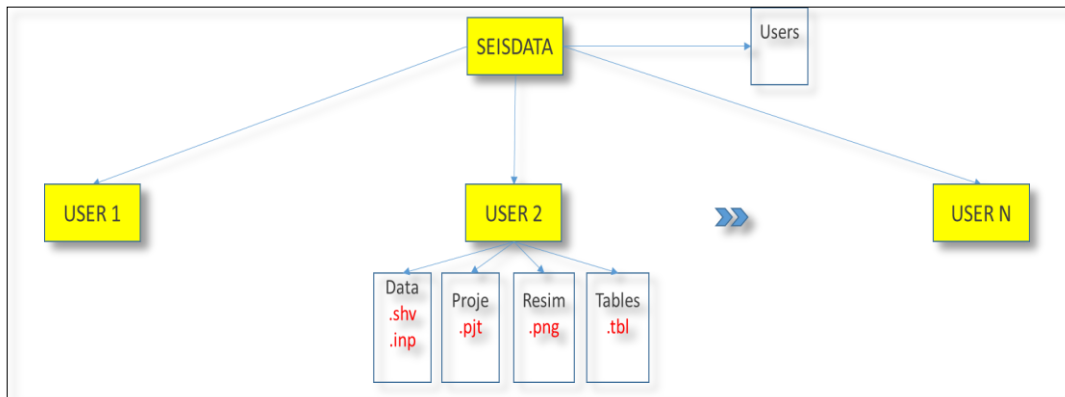 SEISDATA
Users
USER 1
USER 2
USER N
Data
.shv
.inp
Proje
.pjt
Resim
.png
Tables
.tbl